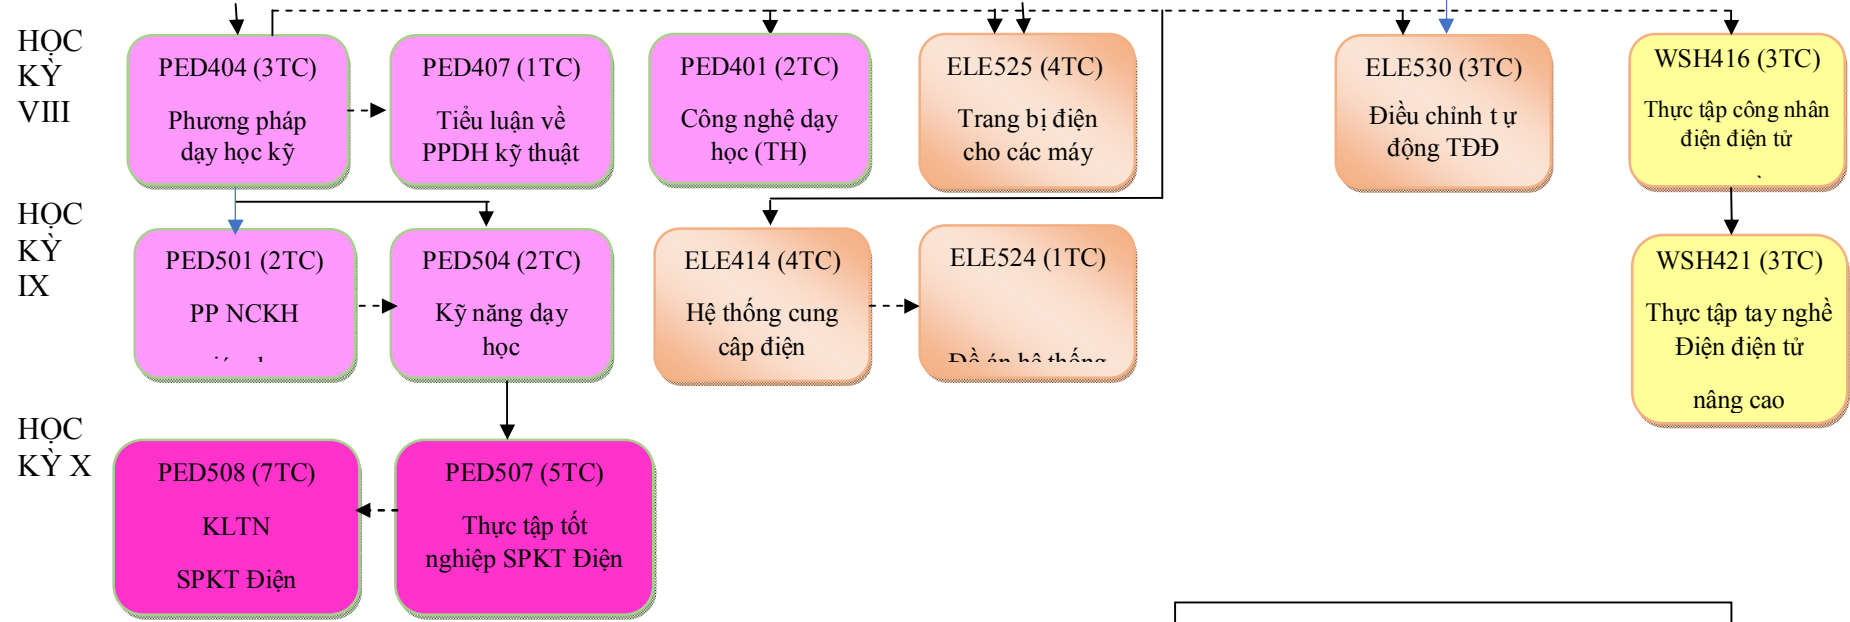 HỌC
KỲ
VIII
PED404 (3TC)
Phương pháp
dạy học kỹ
PED407 (1TC)
Tiểu luận về
PPDH kỹ thuật
PED401 (2TC)
Công nghệ dạy
học (TH)
ELE525 (4TC)
Trang bị điện
cho các máy
ELE530 (3TC)
Điều chỉnh t ự
động TĐĐ
WSH416 (3TC)
Thực tập công nhân
điện điện tử
HỌC
KỲ
IX
PED501 (2TC)
PP NCKH
PED504 (2TC)
Kỹ năng dạy
học
ELE414 (4TC)
Hệ thống cung
câp điện
ELE524 (1TC)
Đồ án hệ thống
WSH421 (3TC)
Thực tập tay nghề
Điện điện tử
nâng cao
HỌC
KỲ X
PED508 (7TC)
KLTN
SPKT Điện
PED507 (5TC)
Thực tập tốt
nghiệp SPKT Điện